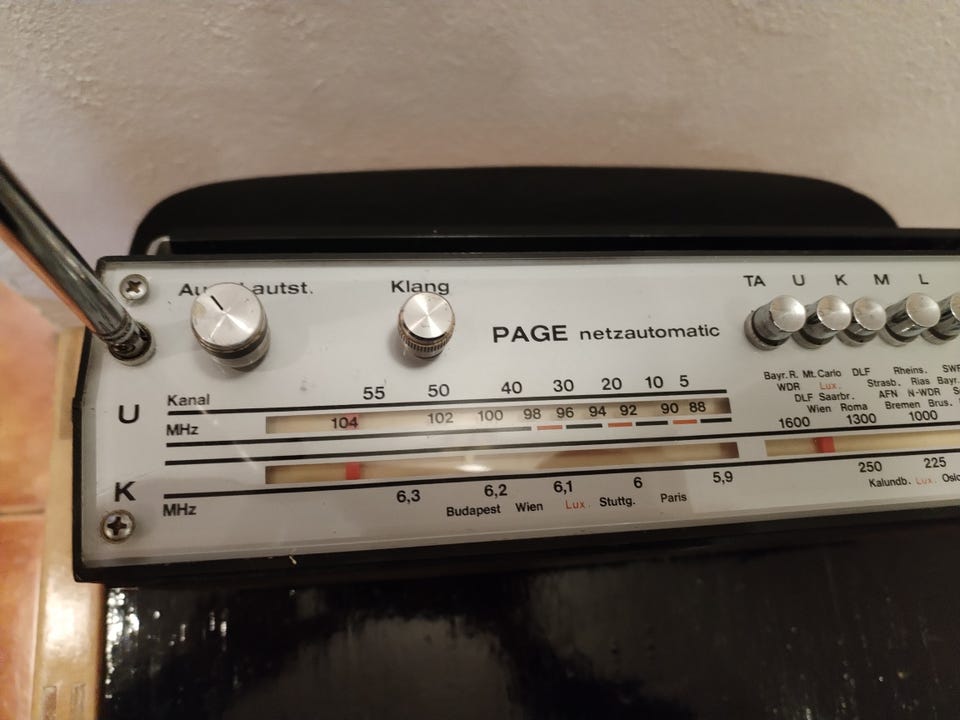 Lautst.
Klang
PAGE netzautomatic
TA U K M L
Kanal 55 50 40 30 20 10 5
U
MHz 104 102 100 98 96 94 92 90 88
K
MHz 6,3 6,2 6,1 6 5,9
Budapest Wien Lux. Stuttg. Paris
Bayr.R. Mt.Carlo DLF Rheins. SWF
WDR Lux. Strasb. Rias Bayr.
DLF Saarbr. AFN N-WDR
Wien Roma Bremen Brus.
1600 1300 1000
250 225
Kalundb. Lux. Oslo